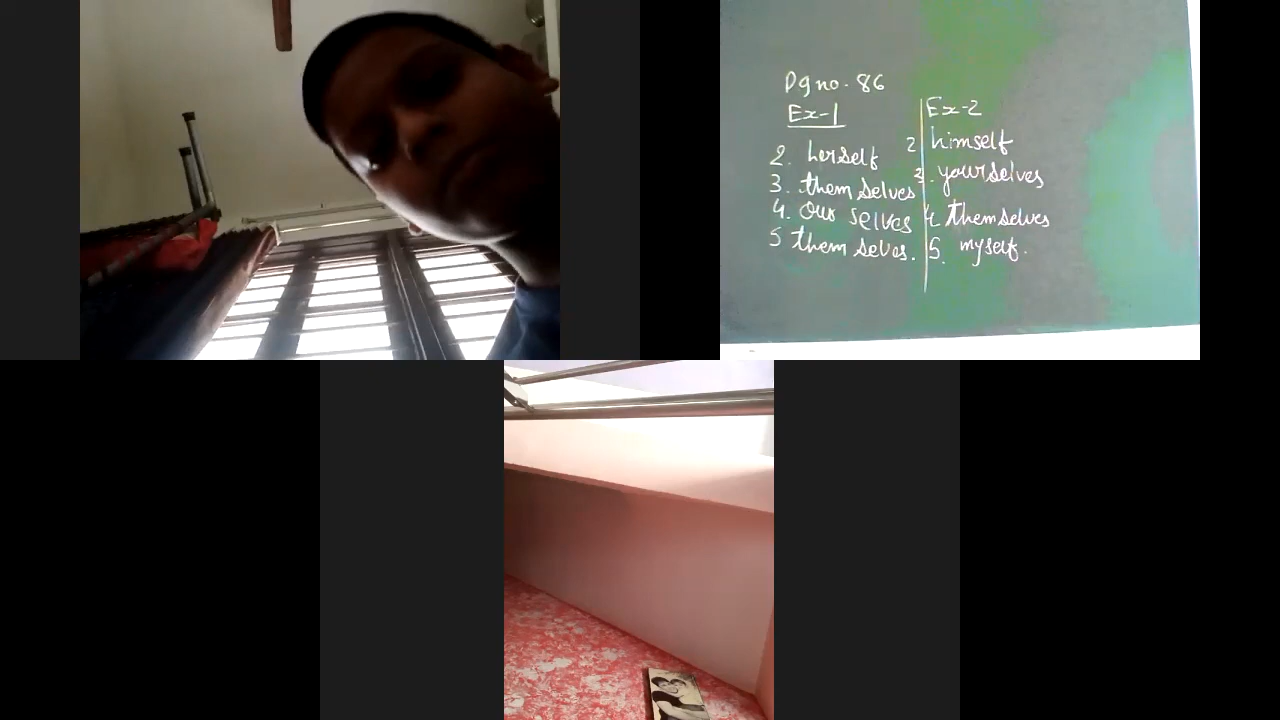 Pg no. 86
Ex-1
2. herself
3. them selves
4. Our selves
5 them selves.
Ex-2
2 himself
3. yourselves
4 themselves
5. myself.